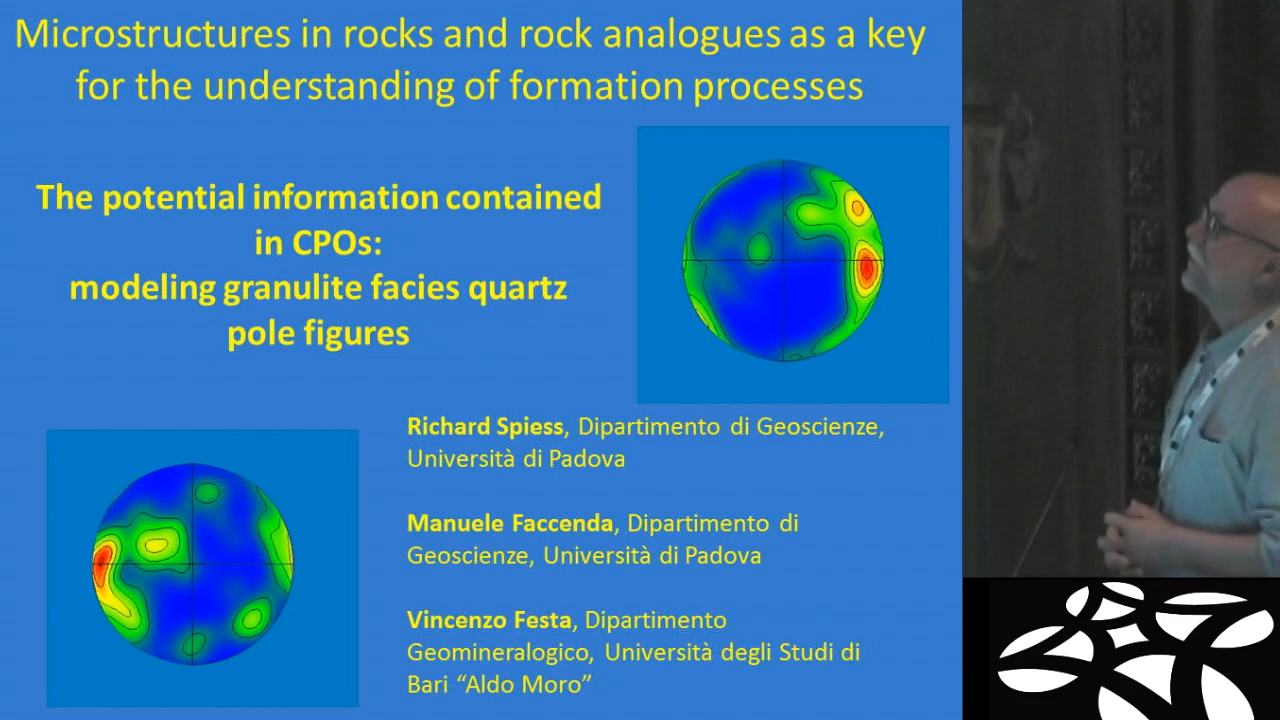 Microstructures in rocks and rock analogues as a key
for the understanding of formation processes
The potential information contained
in CPOs:
modeling granulite facies quartz
pole figures
Richard Spiess, Dipartimento di Geoscienze,
Università di Padova
Manuele Faccenda, Dipartimento di
Geoscienze, Università di Padova
Vincenzo Festa, Dipartimento
Geomineralogico, Università degli Studi di
Bari “Aldo Moro”